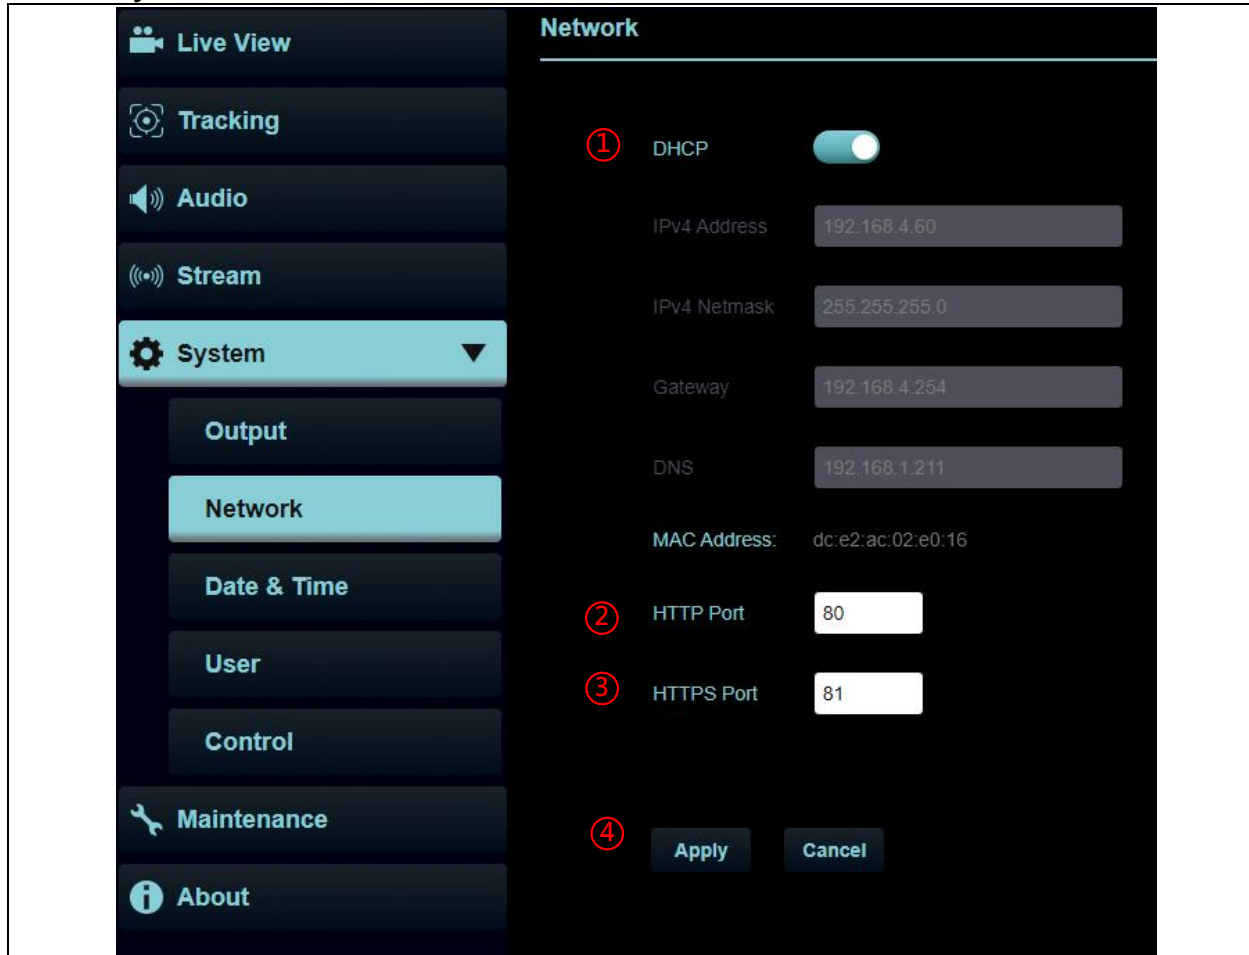 Live View
Tracking
Audio
Stream
System
Output
Network
Date & Time
User
Control
Maintenance
About
Network
① DHCP
IPv4 Address 192.168.4.60
IPv4 Netmask 255.255.255.0
Gateway 192.168.4.254
DNS 192.168.1.211
MAC Address: dc:e2:ac:02:e0:16
② HTTP Port 80
③ HTTPS Port 81
④ Apply Cancel